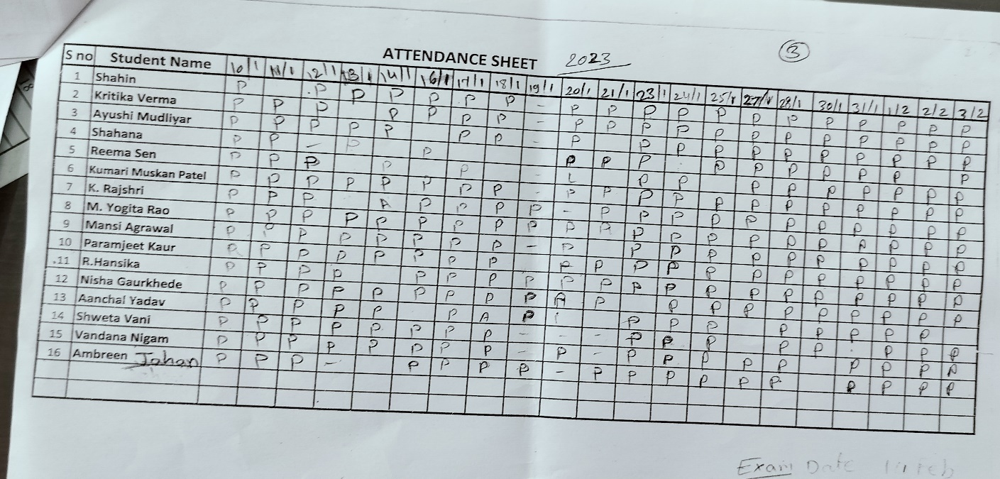 ATTENDANCE SHEET 2023 3
S no Student Name 10/1 11/1 12/1 13/1 14/1 16/1 17/1 18/1 19/1 20/1 21/1 23/1 24/1 25/1 27/1 28/1 30/1 31/1 1/2 2/2 3/2
1 Shahin P P P P P P P - P P P P P P P P P P P P
2 Kritika Verma P P P P P P P - P P P P P P P P P P P P
3 Ayushi Mudliyar P P P P P P P - P P P P P P P P P P P
4 Shahana P P - P P P P P P P P P P P P
5 Reema Sen P P P P P - L P P P P P P P P P
6 Kumari Muskan Patel P P P P P P P P - P P P P P P P P P P P P
7 K. Rajshri P P P A P P P P - P P P P P P P P P P P
8 M. Yogita Rao P P P P P P P P P P A P P P P P P P P P P
9 Mansi Agrawal P P P P P P P P - P P P P P P P P P P P
10 Paramjeet Kaur P P P P P P P P P P P P P P P P P P P
11 R.Hansika P P P P P P P P P P P P P P P P P P P P
12 Nisha Gaurkhede P P P P P P P P P A P P P P P P P P P P
13 Aanchal Yadav P P P P P P A P P P P P P P P P
14 Shweta Vani P P P P P P P P - - - P P P P P P P P
15 Vandana Nigam P P P P P P P P - P - P P P P P P P P P
16 Ambreen Jahan P P P - P P P P - P P P P P P P P P P
Exam Date